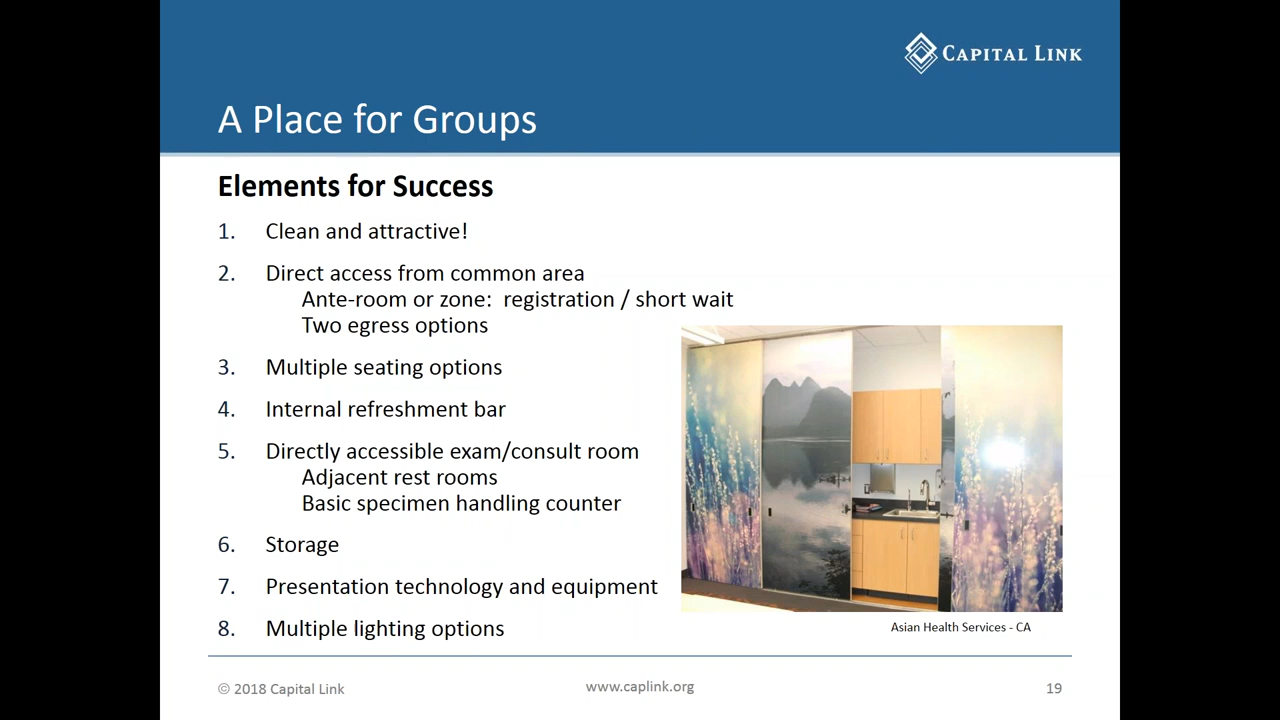 CAPITAL LINK
A Place for Groups
Elements for Success
1. Clean and attractive!
2. Direct access from common area
Ante-room or zone:  registration / short wait
Two egress options
3. Multiple seating options
4. Internal refreshment bar
5. Directly accessible exam/consult room
Adjacent rest rooms
Basic specimen handling counter
6. Storage
7. Presentation technology and equipment
8. Multiple lighting options
Asian Health Services - CA
© 2018 Capital Link
www.caplink.org
19